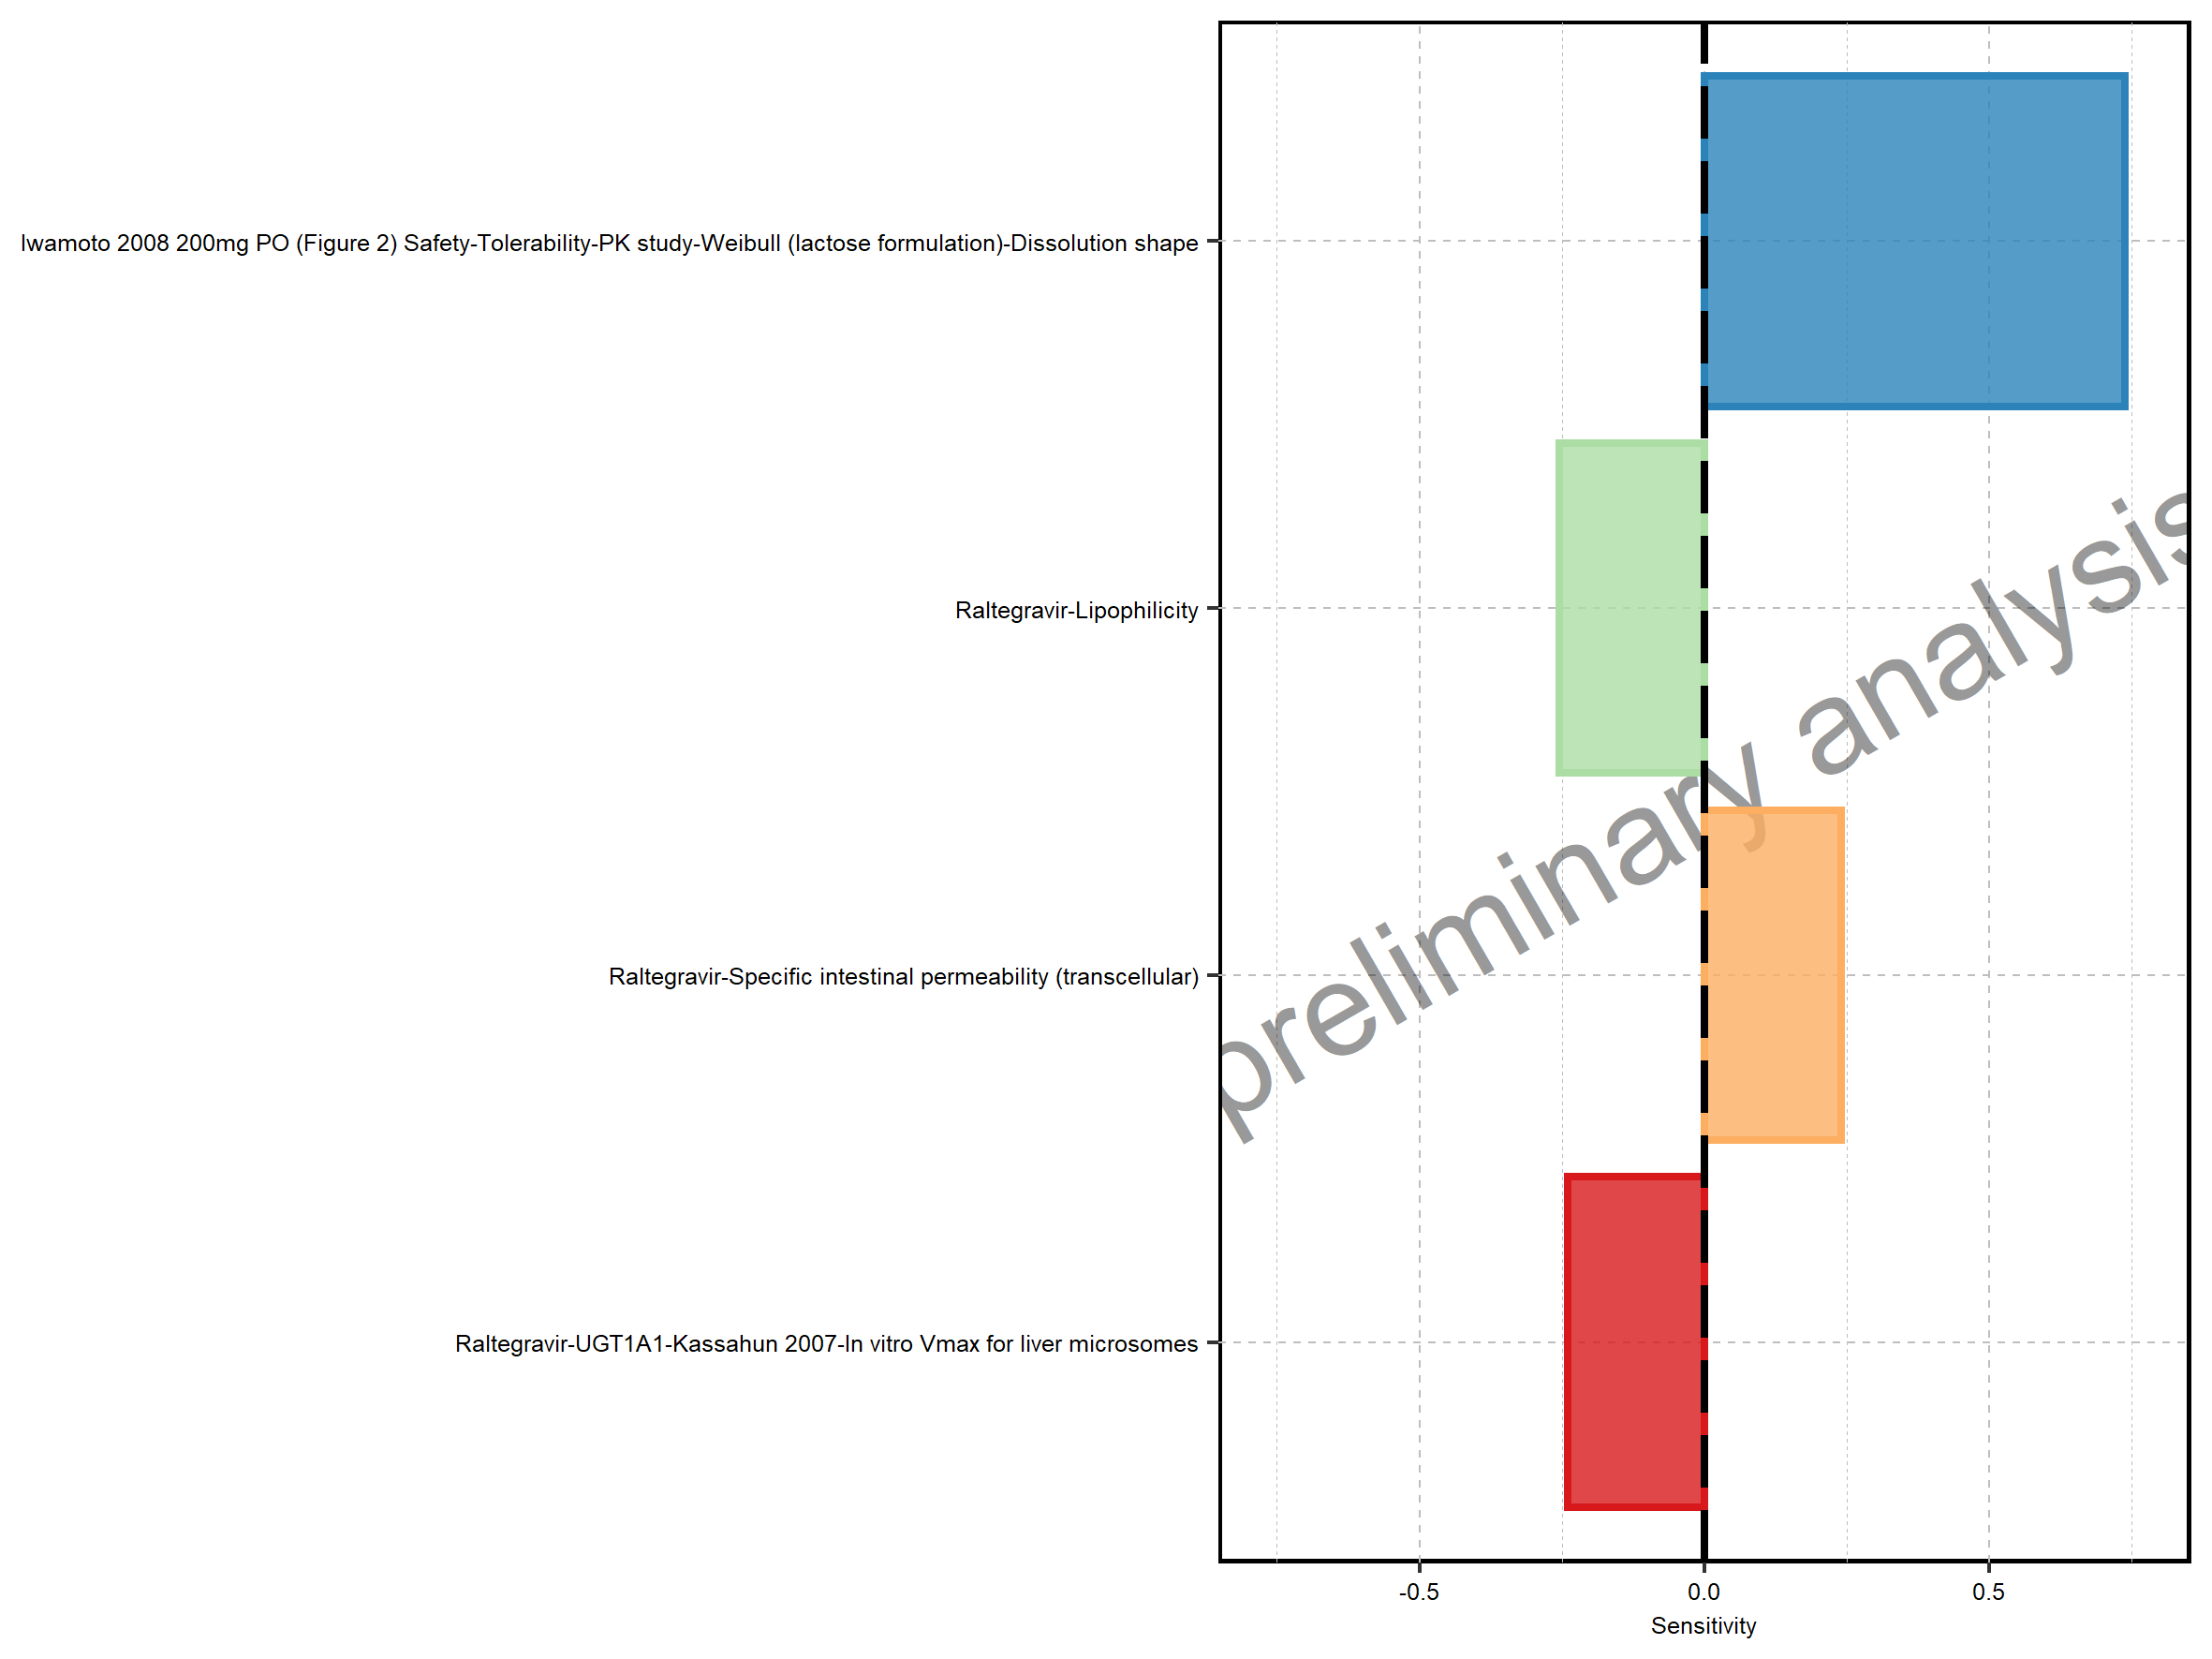 Iwamoto 2008 200mg PO (Figure 2) Safety-Tolerability-PK study-Weibull (lactose formulation)-Dissolution shape
Raltegravir-Lipophilicity
preliminary analysis
Raltegravir-Specific intestinal permeability (transcellular)
Raltegravir-UGT1A1-Kassahun 2007-In vitro Vmax for liver microsomes
-0.5 0.0 0.5
Sensitivity